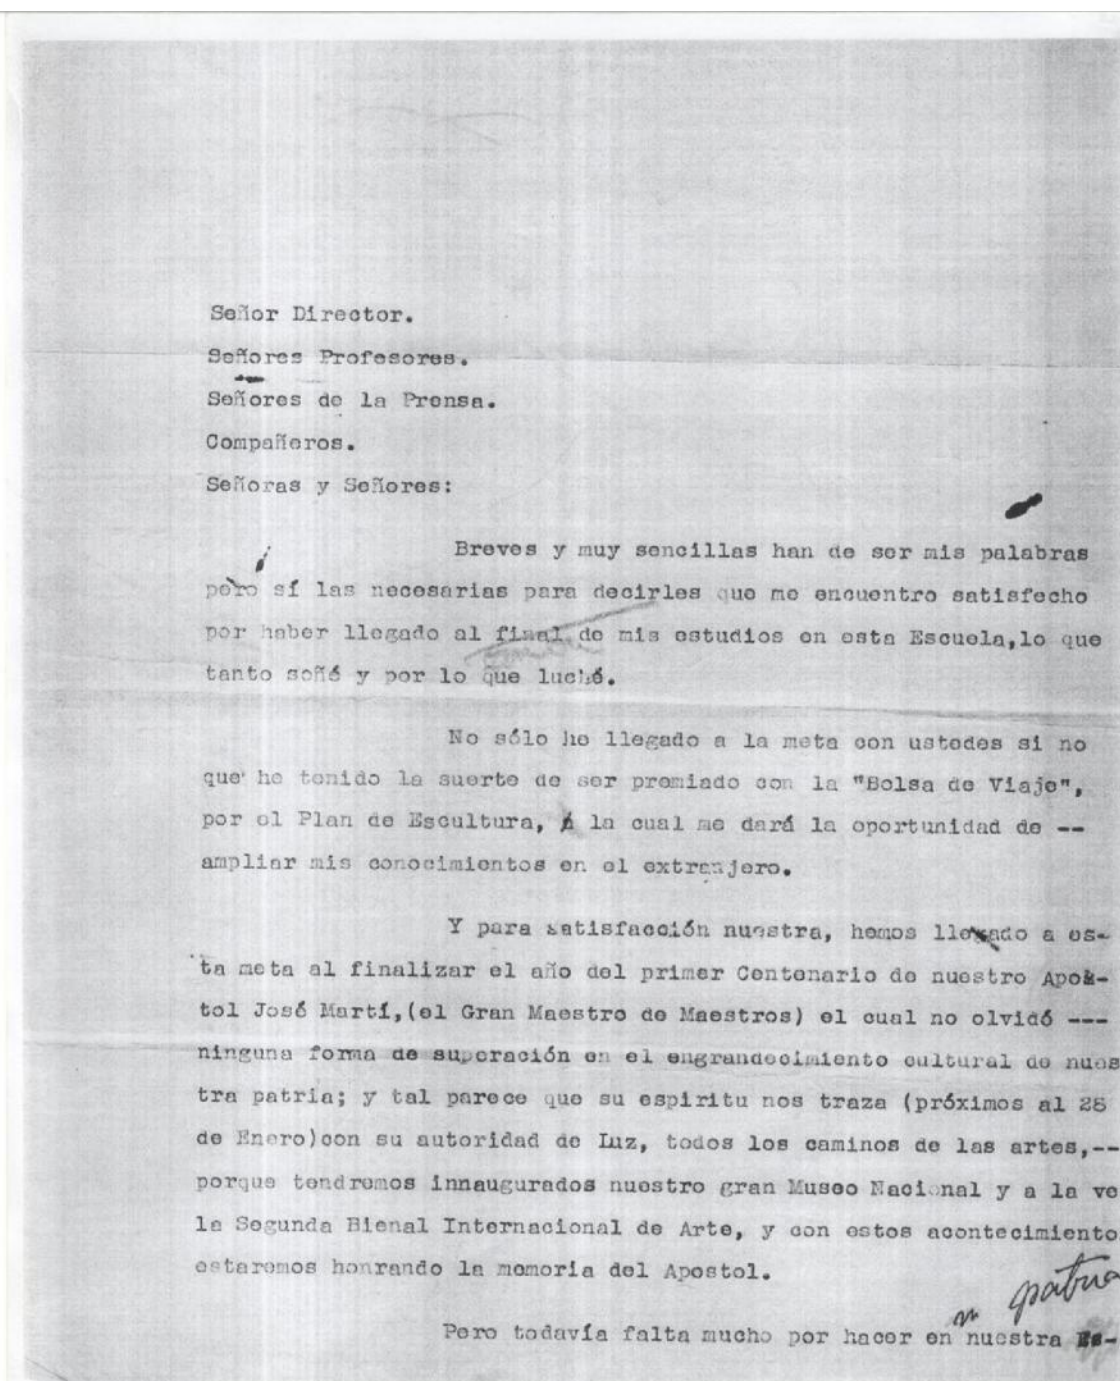 Señor Director.
Señores Profesores.
Señores de la Prensa.
Compañeros.
Señoras y Señores:
Breves y muy sencillas han de ser mis palabras
pero sí las necesarias para decirles que me encuentro satisfecho
por haber llegado al final de mis estudios en esta Escuela,lo que
tanto soñé y por lo que luché.
No sólo he llegado a la meta con ustedes si no
que he tenido la suerte de ser premiado con la "Bolsa de Viaje",
por el Plan de Escultura, la cual me dará la oportunidad de --
ampliar mis conocimientos en el extranjero.
Y para satisfacción nuestra, hemos llegado a es-
ta meta al finalizar el año del primer Centenario de nuestro Apos-
tol José Martí,(el Gran Maestro de Maestros) el cual no olvidó ---
ninguna forma de superación en el engrandecimiento cultural de nues
tra patria; y tal parece que su espiritu nos traza (próximos al 28
de Enero)con su autoridad de Luz, todos los caminos de las artes,--
porque tendremos innaugurados nuestro gran Museo Nacional y a la ve
la Segunda Bienal Internacional de Arte, y con estos acontecimiento
estaremos honrando la memoria del Apostol.
patria
Pero todavía falta mucho por hacer en nuestra Es-